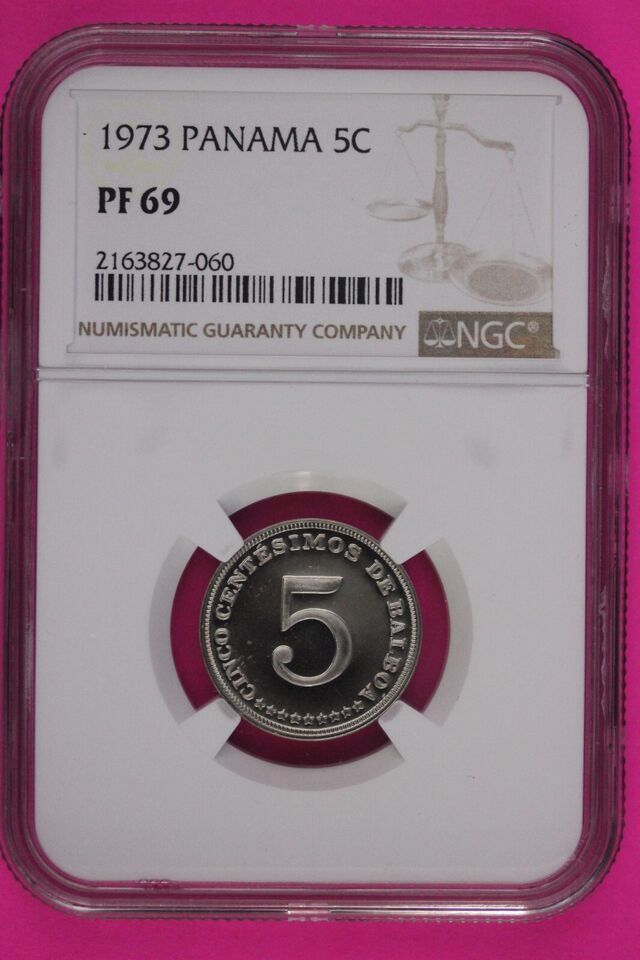 1973 PANAMA 5C
PF 69
2163827-060
NUMISMATIC GUARANTY COMPANY
NGC®
CINCO CENTESIMOS DE BALBOA
5